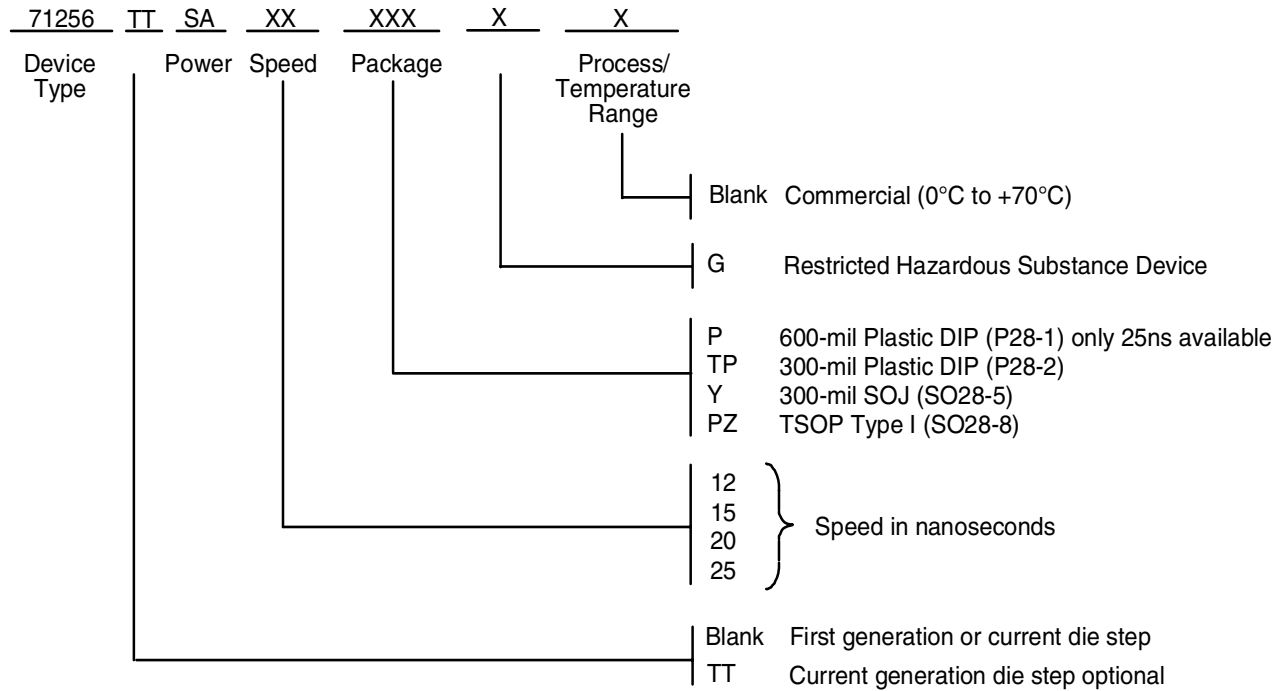 71256 TT SA XX XXX X X
Device Type Power Speed Package Process/ Temperature Range
Blank Commercial (0°C to +70°C)
G Restricted Hazardous Substance Device
P 600-mil Plastic DIP (P28-1) only 25ns available
TP 300-mil Plastic DIP (P28-2)
Y 300-mil SOJ (SO28-5)
PZ TSOP Type I (SO28-8)
12
15
20
25
Speed in nanoseconds
Blank First generation or current die step
TT Current generation die step optional